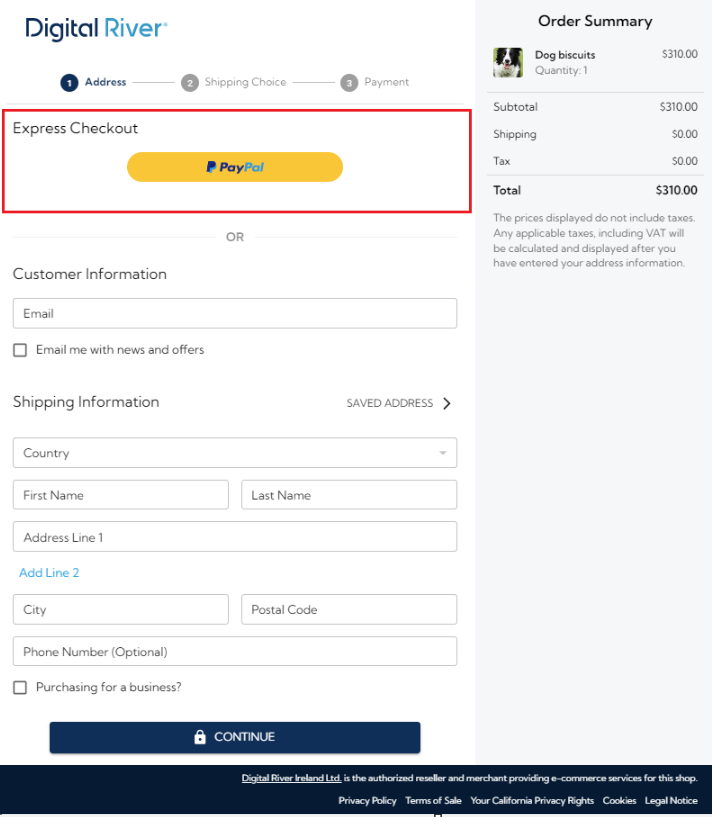 Digital River
1 Address
2 Shipping Choice
3 Payment
Express Checkout
PayPal
OR
Customer Information
Email
Email me with news and offers
Shipping Information
SAVED ADDRESS
Country
First Name
Last Name
Address Line 1
Add Line 2
City
Postal Code
Phone Number (Optional)
Purchasing for a business?
CONTINUE
Order Summary
Dog biscuits $310.00
Quantity: 1
Subtotal $310.00
Shipping $0.00
Tax $0.00
Total $310.00
The prices displayed do not include taxes.
Any applicable taxes, including VAT will
be calculated and displayed after you
have entered your address information.
Digital River Ireland Ltd. is the authorized reseller and merchant providing e-commerce services for this shop.
Privacy Policy Terms of Sale Your California Privacy Rights Cookies Legal Notice